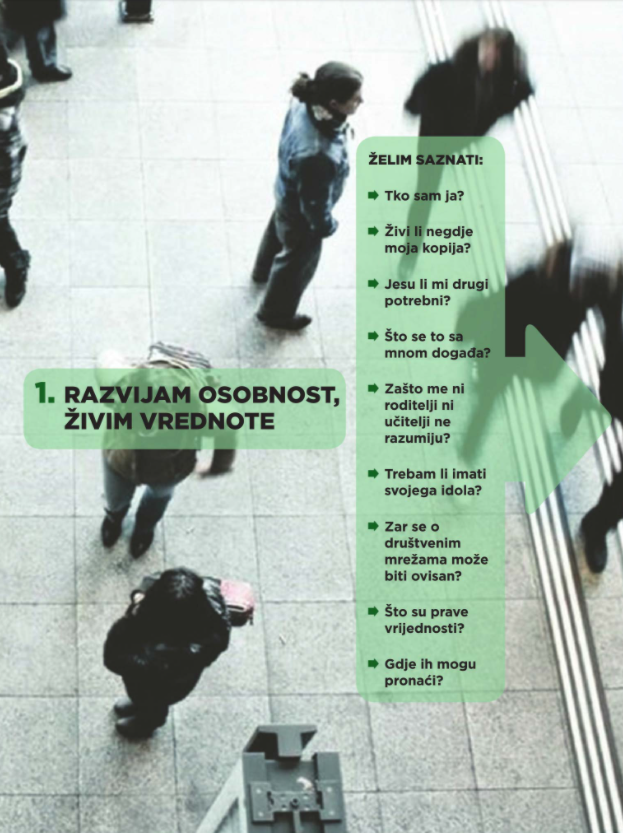 1. RAZVIJAM OSOBNOST,
ŽIVIM VREDNOTE
ŽELIM SAZNATI:
Tko sam ja?
Živi li negdje
moja kopija?
Jesu li mi drugi
potrebni?
Što se to sa
mnom događa?
Zašto me ni
roditelji ni
učitelji ne
razumiju?
Trebam li imati
svojega idola?
Zar se o
društvenim
mrežama može
biti ovisan?
Što su prave
vrijednosti?
Gdje ih mogu
pronaći?